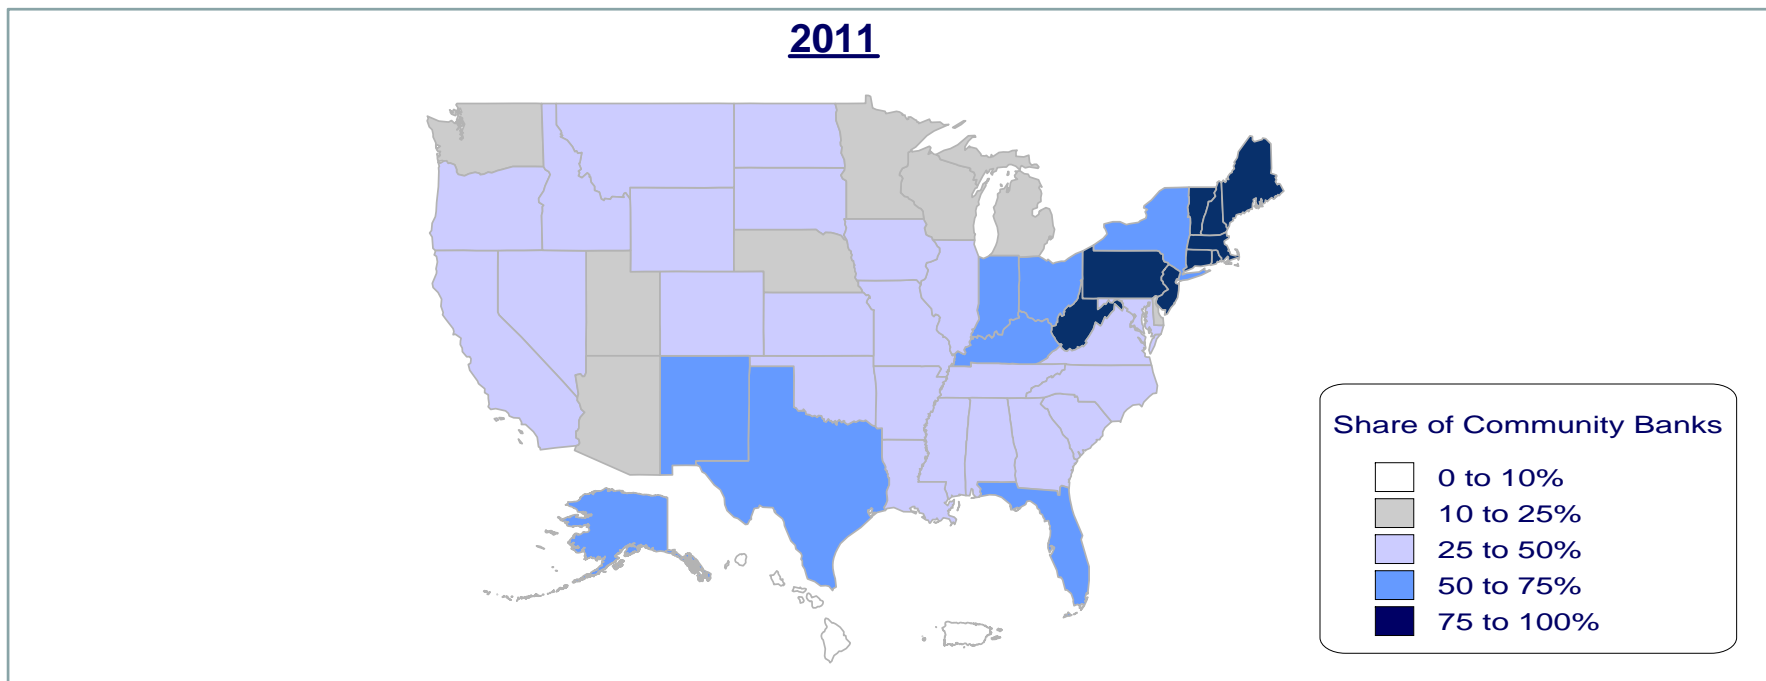 2011
Share of Community Banks
0 to 10%
10 to 25%
25 to 50%
50 to 75%
75 to 100%